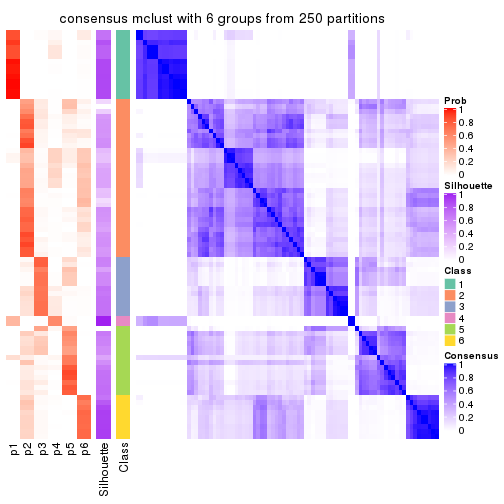 consensus mclust with 6 groups from 250 partitions
Prob
1
0.8
0.6
0.4
0.2
0
Silhouette
1
0.8
0.6
0.4
0.2
0
Class
1
2
3
4
5
6
Consensus
1
0.8
0.6
0.4
0.2
0
p1
p2
p3
p4
p5
p6
Silhouette
Class